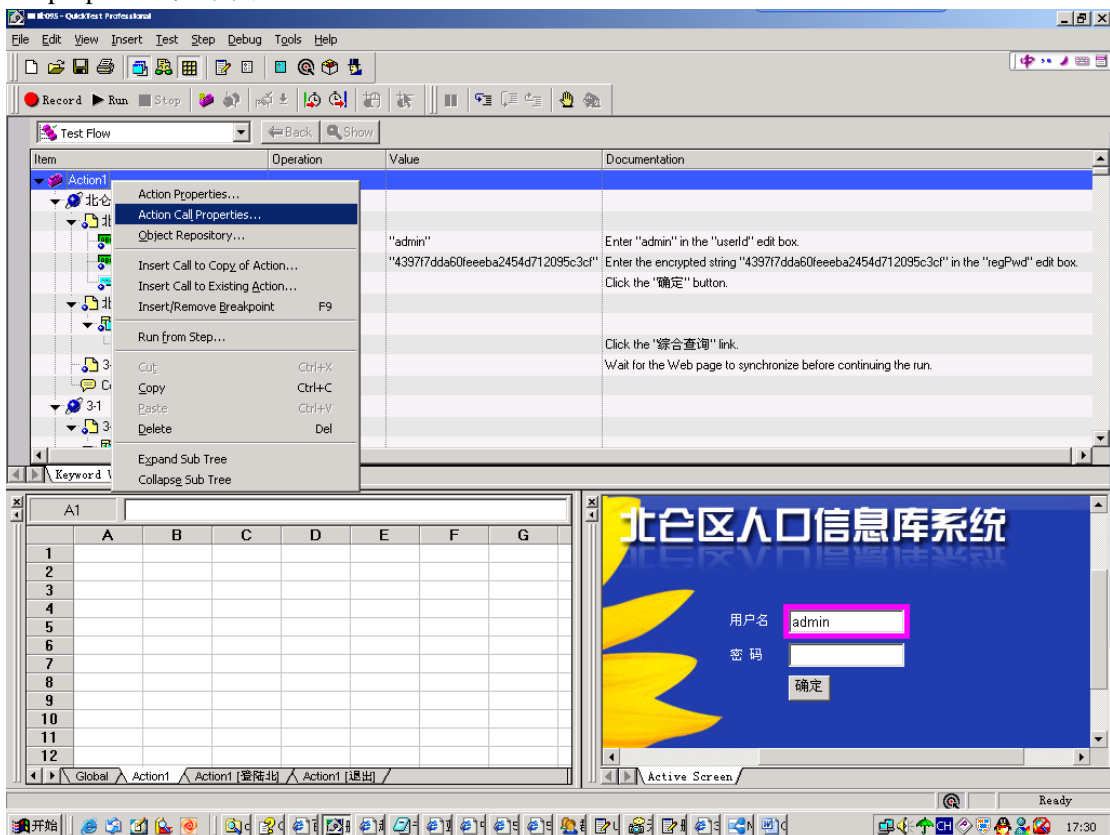 QuickTest Professional
File Edit View Insert Test Step Debug Tools Help
Record Run Stop
中
Test Flow Back Show
Item Operation Value Documentation
Action1
北仑
"admin" Enter "admin" in the "userId" edit box.
"4397f7dda60feeeba2454d712095c3cf" Enter the encrypted string "4397f7dda60feeeba2454d712095c3cf" in the "regPwd" edit box.
Click the "确定" button.
北
Click the "综合查询" link.
Wait for the Web page to synchronize before continuing the run.
3-1
Action Properties...
Action Call Properties...
Object Repository...
Insert Call to Copy of Action...
Insert Call to Existing Action...
Insert/Remove Breakpoint F9
Run from Step...
Cut Ctrl+X
Copy Ctrl+C
Paste Ctrl+V
Delete Del
Expand Sub Tree
Collapse Sub Tree
Keyword
A1
A B C D E F G
1
2
3
4
5
6
7
8
9
10
11
12
Global Action1 Action1 [登陆北] Action1 [退出]
北仑区人口信息库系统
用户名 admin
密 码
确定
Active Screen
Ready
开始 CH 17:30